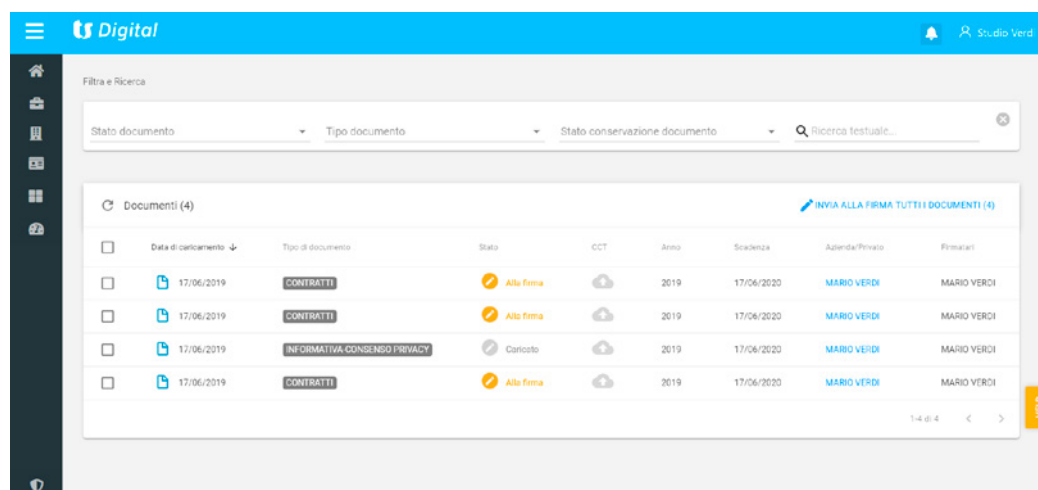 ts Digital
Studio Verd
Filtra e Ricerca
Stato documento Tipo documento Stato conservazione documento Ricerca testuale...
Documenti (4) INVIA ALLA FIRMA TUTTI I DOCUMENTI (4)
Data di caricamento Tipo di documento Stato CCT Anno Scadenza Azienda/Privato Firmatari
17/06/2019 CONTRATTI Alla firma 2019 17/06/2020 MARIO VERDI MARIO VERDI
17/06/2019 CONTRATTI Alla firma 2019 17/06/2020 MARIO VERDI MARIO VERDI
17/06/2019 INFORMATIVA CONSENSO PRIVACY Caricato 2019 17/06/2020 MARIO VERDI MARIO VERDI
17/06/2019 CONTRATTI Alla firma 2019 17/06/2020 MARIO VERDI MARIO VERDI
1-4 di 4